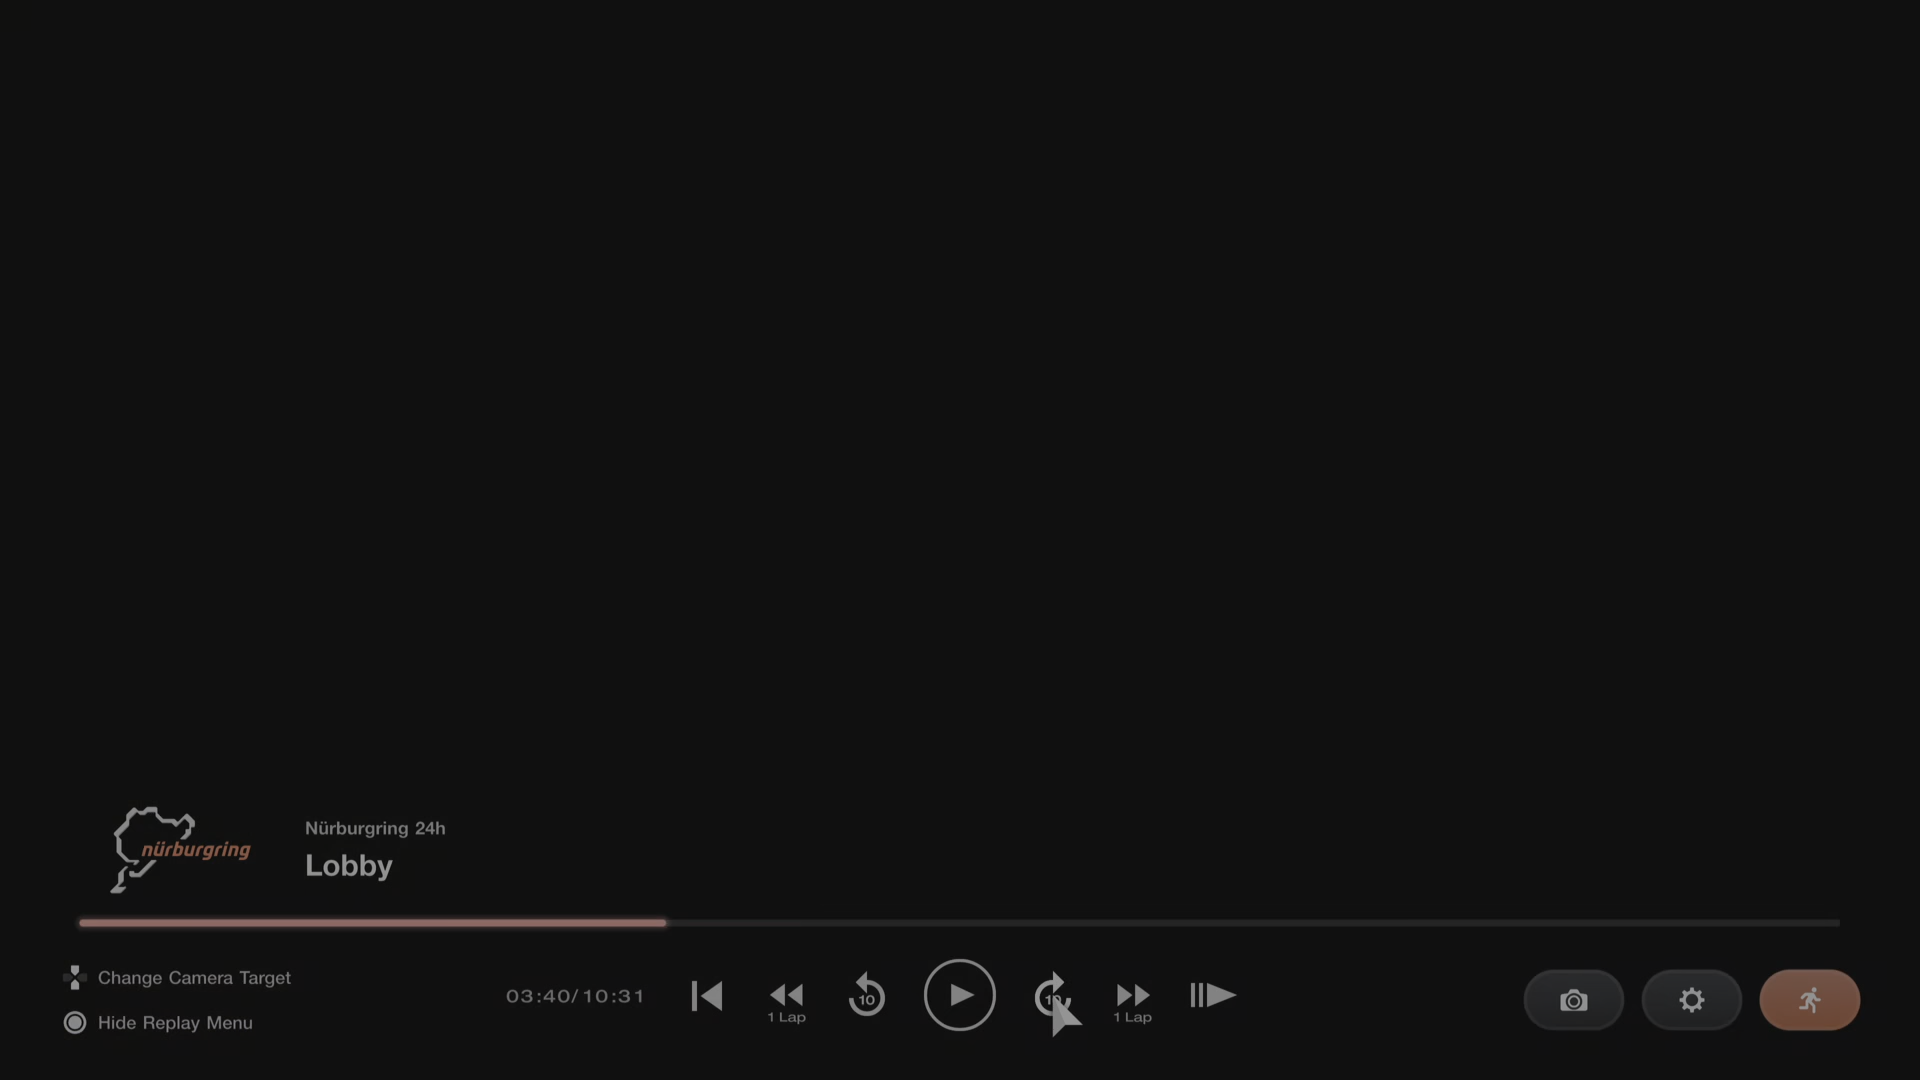 nürburgring
Nürburgring 24h
Lobby
Change Camera Target
Hide Replay Menu
03:40/10:31
1 Lap
10
10
1 Lap